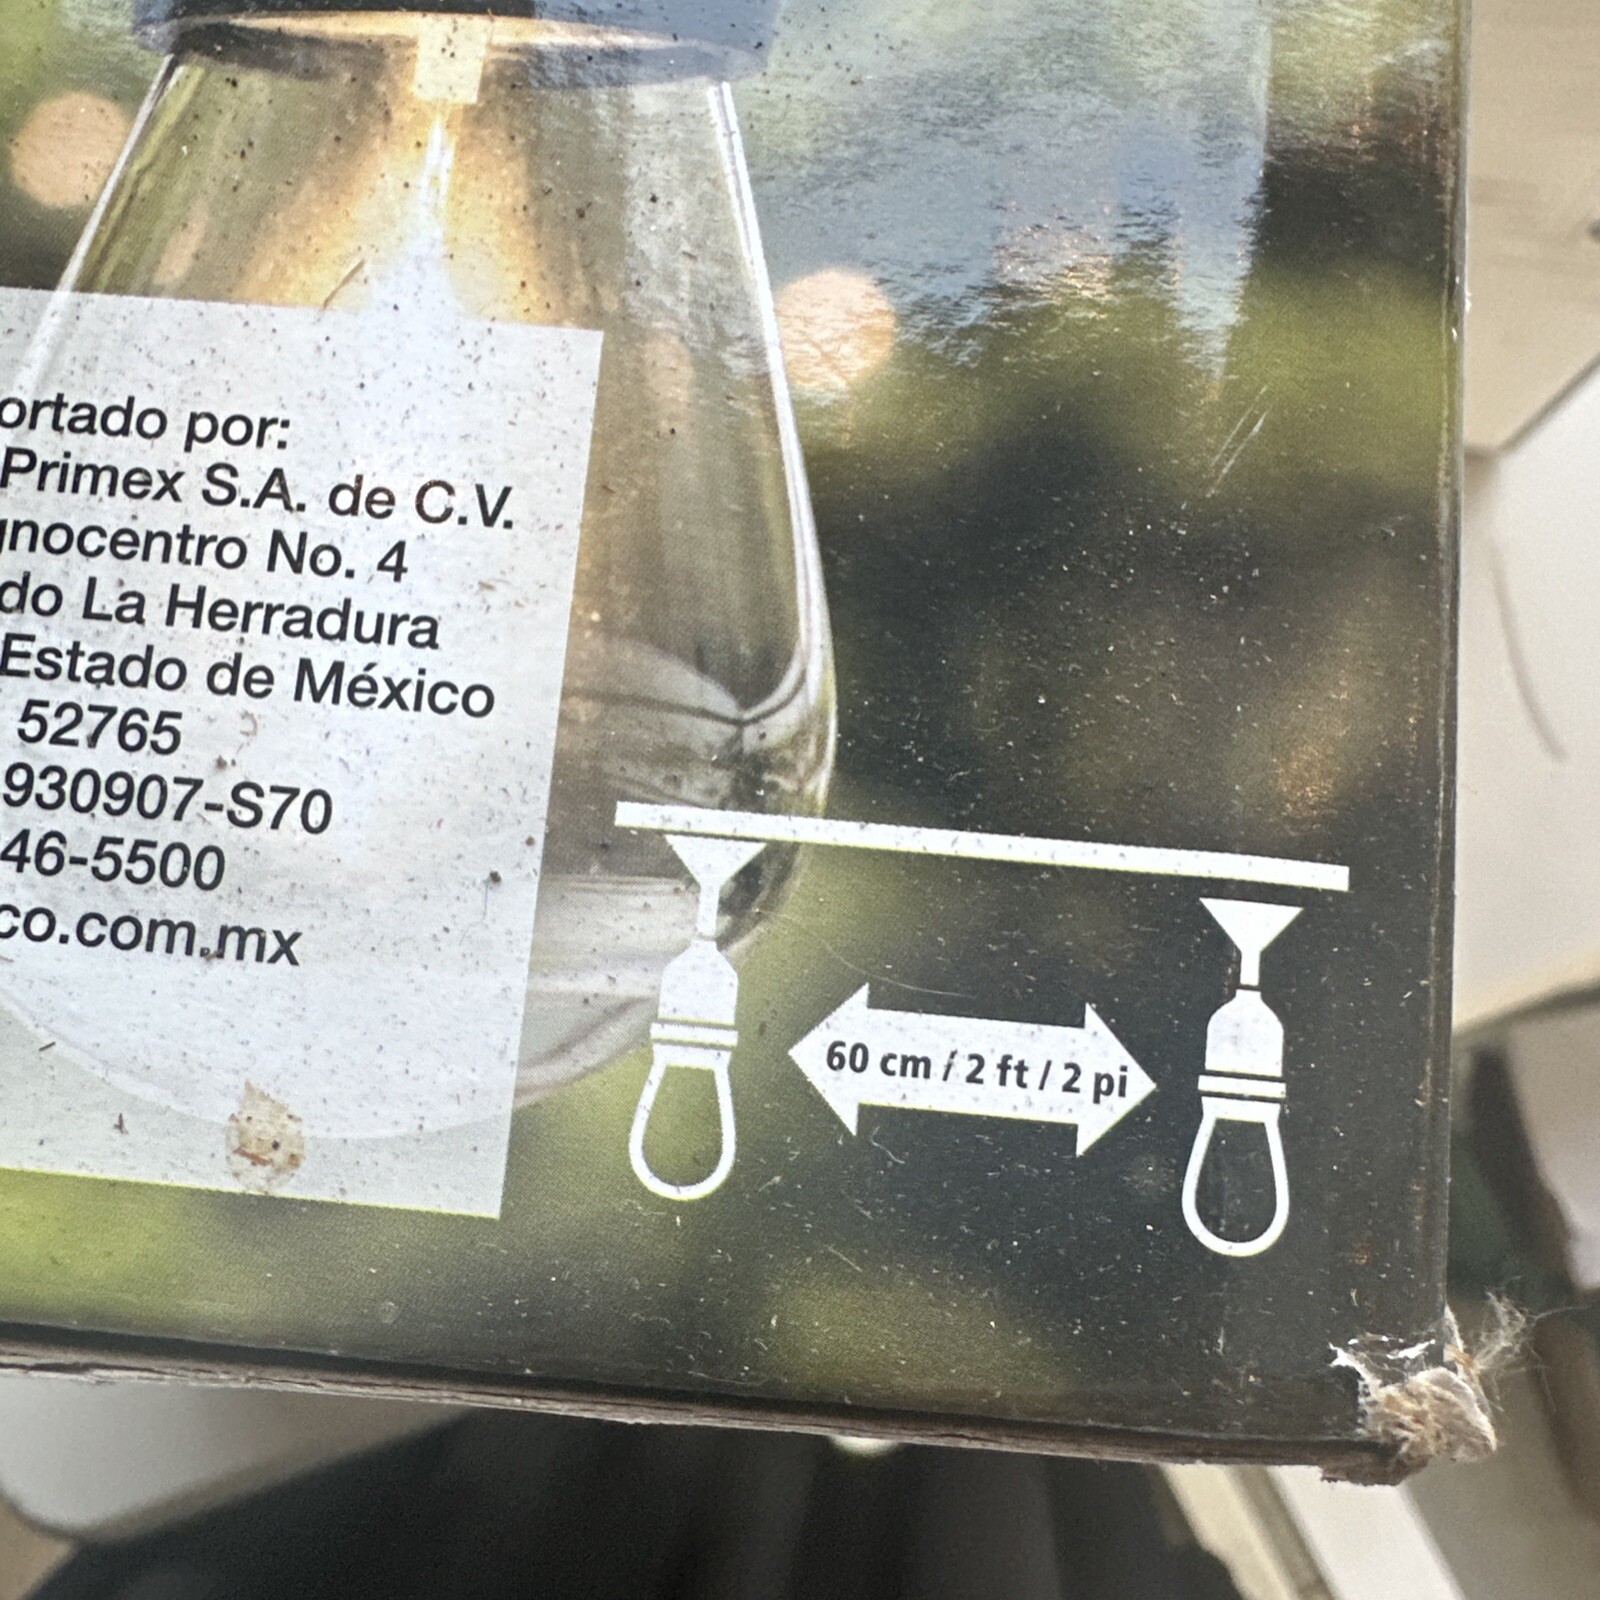 ortado por:
Primex S.A. de C.V.
gnocentro No. 4
do La Herradura
Estado de México
52765
930907-S70
46-5500
co.com.mx
60 cm / 2 ft / 2 pi